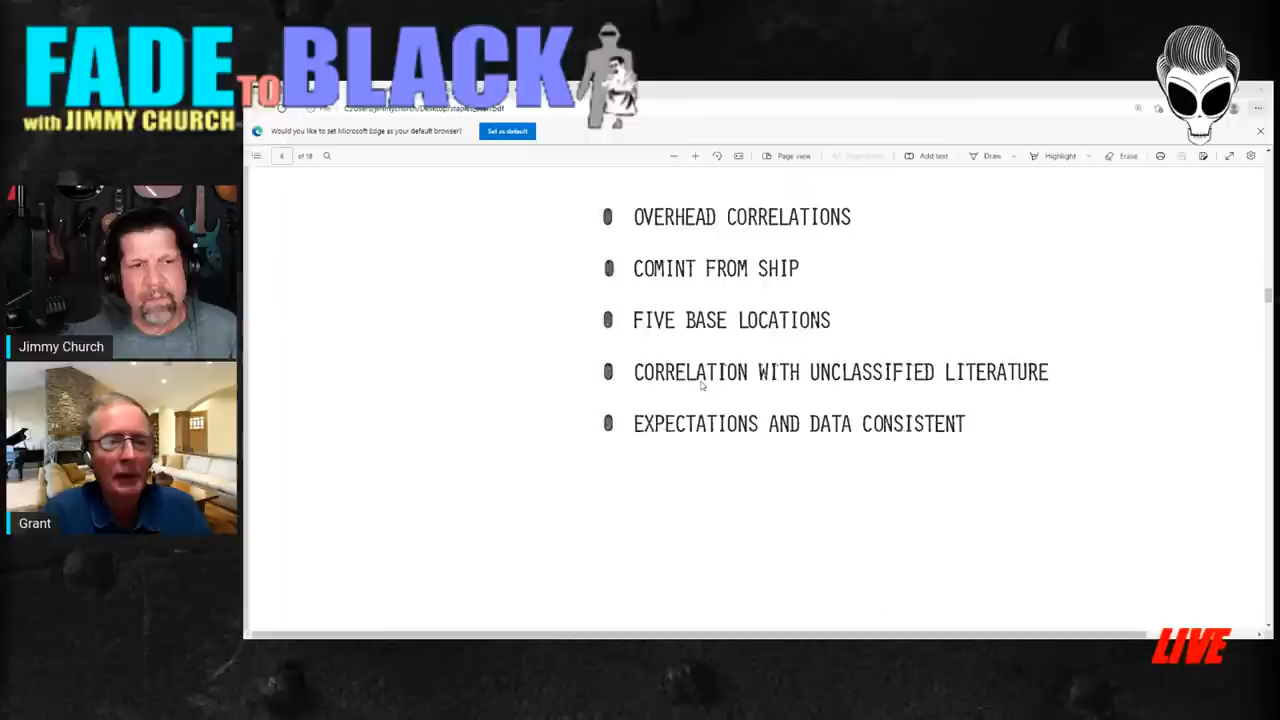 FADE TO BLACK
with JIMMY CHURCH
Would you like to set Microsoft Edge as your default browser?
Set as default
of 18
Page view
Add text
Draw
Highlight
Erase
OVERHEAD CORRELATIONS
COMINT FROM SHIP
FIVE BASE LOCATIONS
CORRELATION WITH UNCLASSIFIED LITERATURE
EXPECTATIONS AND DATA CONSISTENT
Jimmy Church
Grant
LIVE